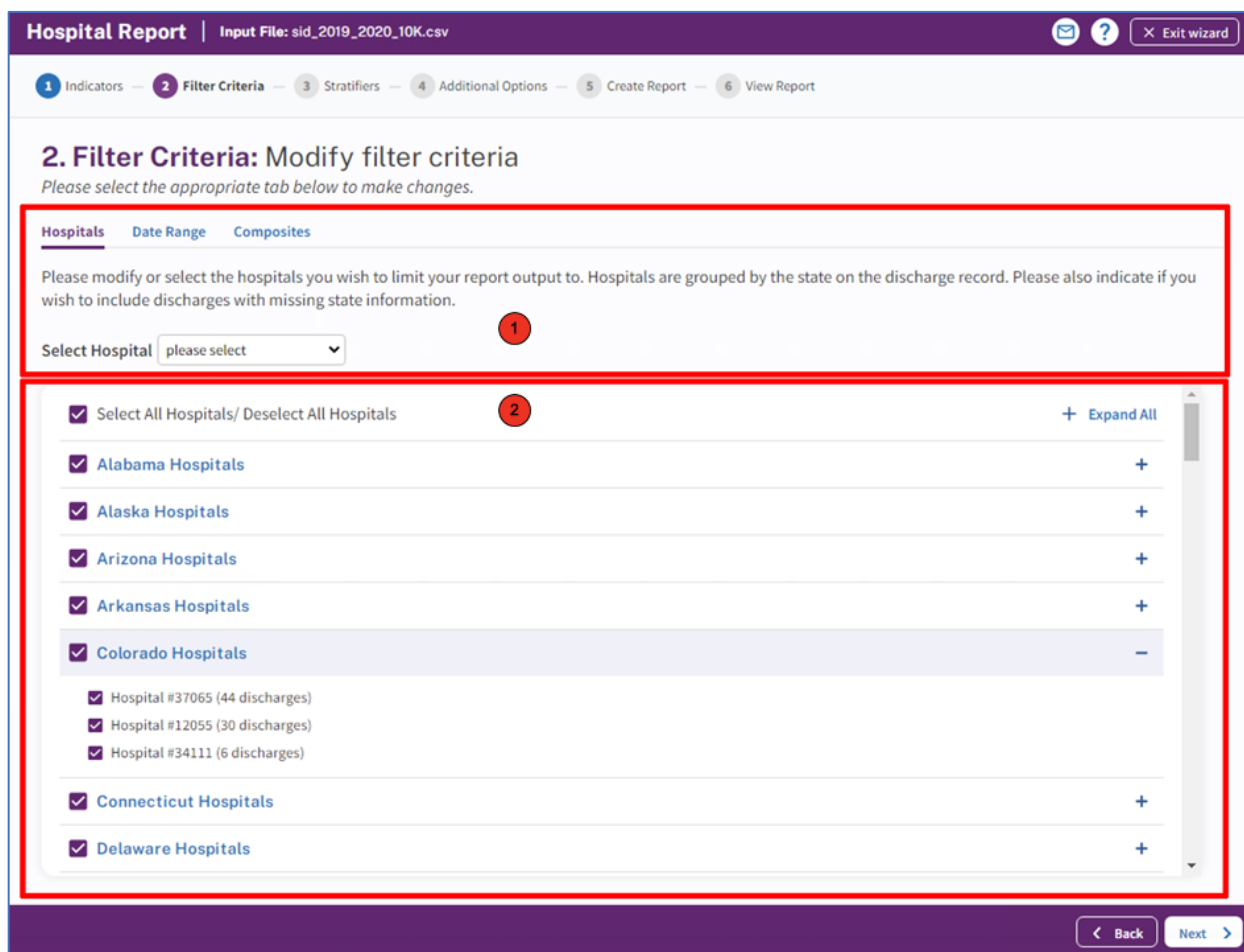 Hospital Report | Input File: sid_2019_2020_10K.csv ? × Exit wizard
1 Indicators — 2 Filter Criteria — 3 Stratifiers — 4 Additional Options — 5 Create Report — 6 View Report
2. Filter Criteria: Modify filter criteria
Please select the appropriate tab below to make changes.
Hospitals Date Range Composites
Please modify or select the hospitals you wish to limit your report output to. Hospitals are grouped by the state on the discharge record. Please also indicate if you
wish to include discharges with missing state information.
1
Select Hospital please select
Select All Hospitals/ Deselect All Hospitals 2 + Expand All
Alabama Hospitals +
Alaska Hospitals +
Arizona Hospitals +
Arkansas Hospitals +
Colorado Hospitals −
Hospital #37065 (44 discharges)
Hospital #12055 (30 discharges)
Hospital #34111 (6 discharges)
Connecticut Hospitals +
Delaware Hospitals +
Back Next